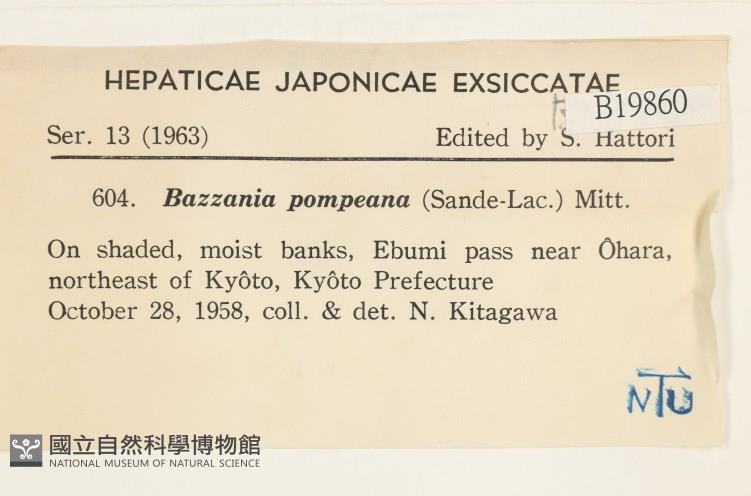 HEPATICAE JAPONICAE EXSICCATAE
B19860
Ser. 13 (1963) Edited by S. Hattori
604. Bazzania pompeana (Sande-Lac.) Mitt.
On shaded, moist banks, Ebumi pass near Ôhara,
northeast of Kyôto, Kyôto Prefecture
October 28, 1958, coll. & det. N. Kitagawa
NTU
國立自然科學博物館
NATIONAL MUSEUM OF NATURAL SCIENCE